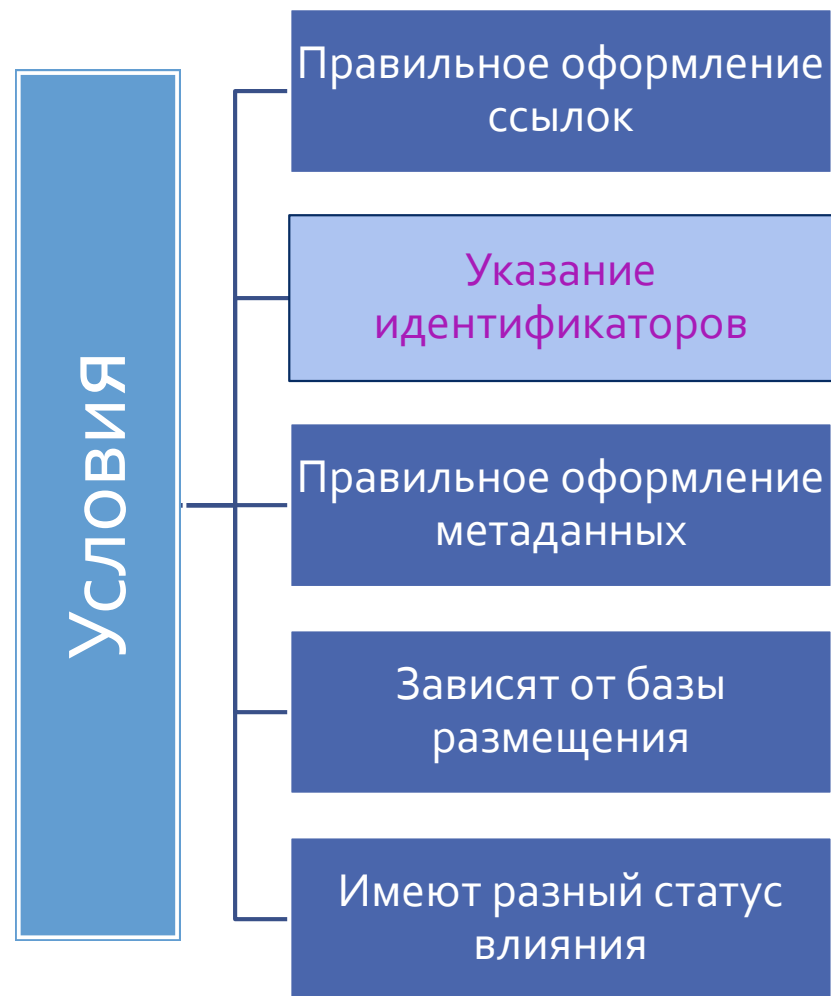 Условия
Правильное оформление
ссылок
Указание
идентификаторов
Правильное оформление
метаданных
Зависят от базы
размещения
Имеют разный статус
влияния